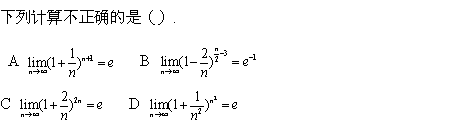 下列计算不正确的是（）.
A $\lim_{n\to\infty}(1+\frac{1}{n})^{n+1}=e$ B $\lim_{n\to\infty}(1-\frac{2}{n})^{\frac{n}{2}-3}=e^{-1}$
C $\lim_{n\to\infty}(1+\frac{2}{n})^{2n}=e$ D $\lim_{n\to\infty}(1+\frac{1}{n^2})^{n^2}=e$